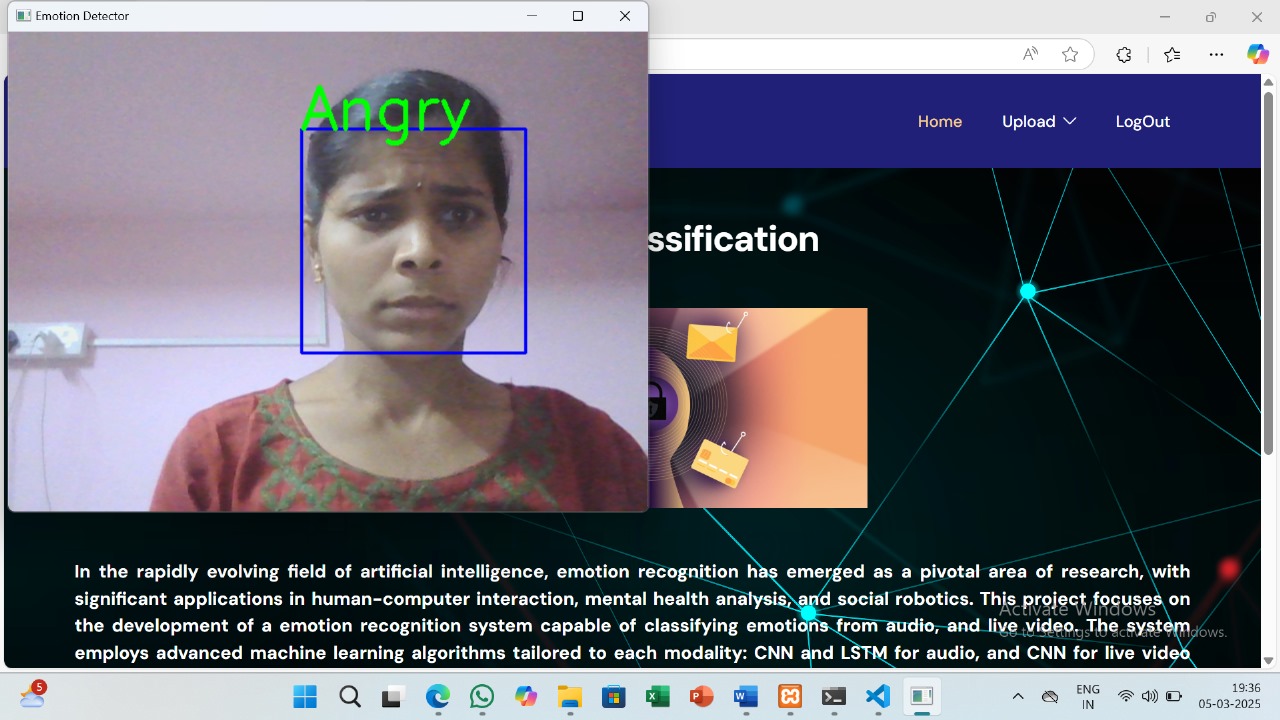 Emotion Detector
Angry
Home
Upload
LogOut
ssification
In the rapidly evolving field of artificial intelligence, emotion recognition has emerged as a pivotal area of research, with
significant applications in human-computer interaction, mental health analysis, and social robotics. This project focuses on
the development of a emotion recognition system capable of classifying emotions from audio, and live video. The system
employs advanced machine learning algorithms tailored to each modality: CNN and LSTM for audio, and CNN for live video
Activate Windows
Go to Settings to activate Windows.
5
ENG
IN
19:36
05-03-2025